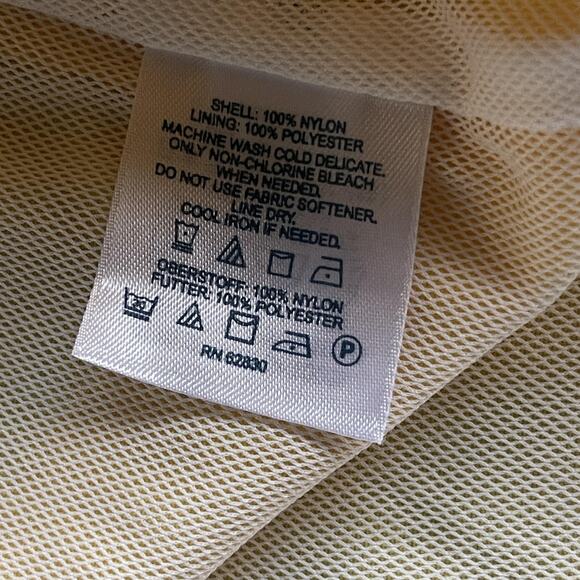 SHELL: 100% NYLON
LINING: 100% POLYESTER
MACHINE WASH COLD DELICATE.
ONLY NON-CHLORINE BLEACH
WHEN NEEDED.
DO NOT USE FABRIC SOFTENER.
LINE DRY.
COOL IRON IF NEEDED.
OBERSTOFF: 100% NYLON
FUTTER: 100% POLYESTER
30
P
RN 62830